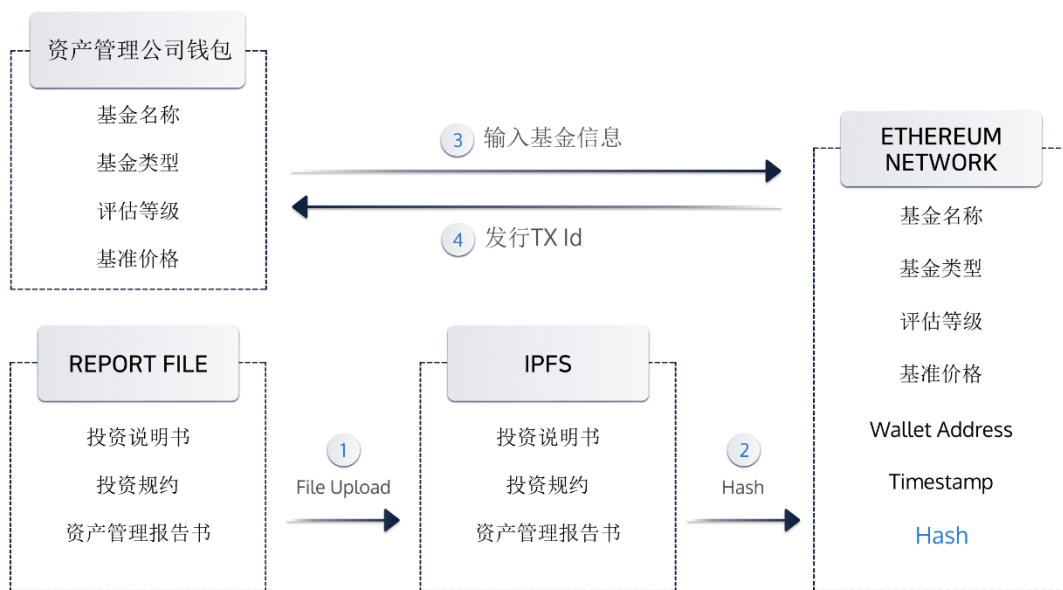 资产管理公司钱包
基金名称
基金类型
评估等级
基准价格
3 输入基金信息
4 发行TX Id
ETHEREUM
NETWORK
基金名称
基金类型
评估等级
基准价格
Wallet Address
Timestamp
Hash
REPORT FILE
投资说明书
投资规约
资产管理报告书
1
File Upload
IPFS
投资说明书
投资规约
资产管理报告书
2
Hash